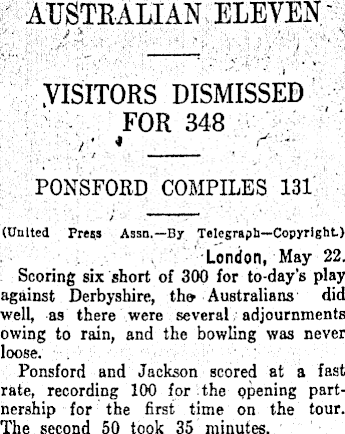 AUSTRALIAN ELEVEN
VISITORS DISMISSED
FOR 348
PONSFORD COMPILES 131
(United Press Assn.—By Telegraph—Copyright.)
London, May 22.
Scoring six short of 300 for to-day's play
against Derbyshire, the Australians did
well, as there were several adjournments
owing to rain, and the bowling was never
loose.
Ponsford and Jackson scored at a fast
rate, recording 100 for the opening part-
nership for the first time on the tour.
The second 50 took 35 minutes.